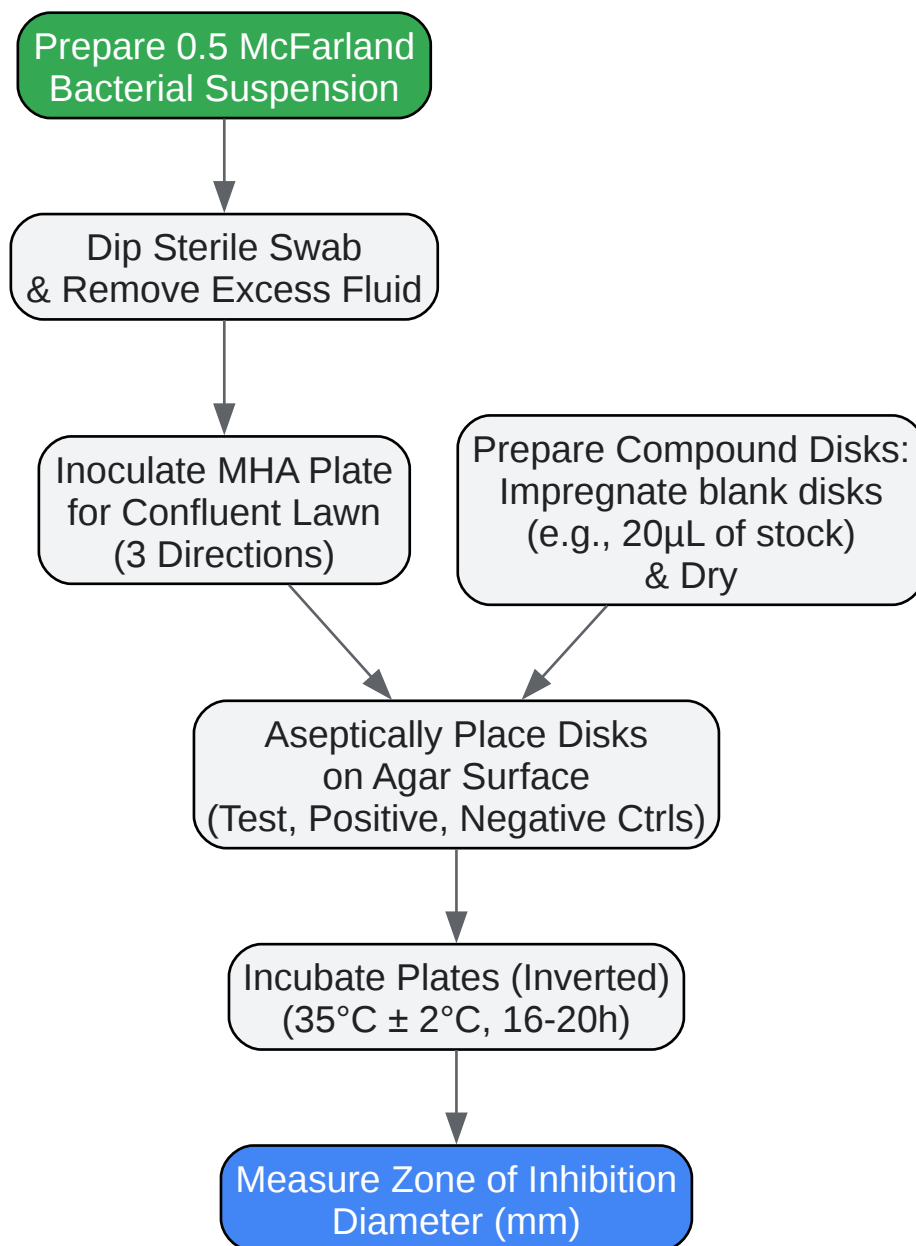 Prepare 0.5 McFarland
Bacterial Suspension
Dip Sterile Swab
& Remove Excess Fluid
Inoculate MHA Plate
for Confluent Lawn
(3 Directions)
Prepare Compound Disks:
Impregnate blank disks
(e.g., 20µL of stock)
& Dry
Aseptically Place Disks
on Agar Surface
(Test, Positive, Negative Ctrls)
Incubate Plates (Inverted)
(35°C ± 2°C, 16-20h)
Measure Zone of Inhibition
Diameter (mm)